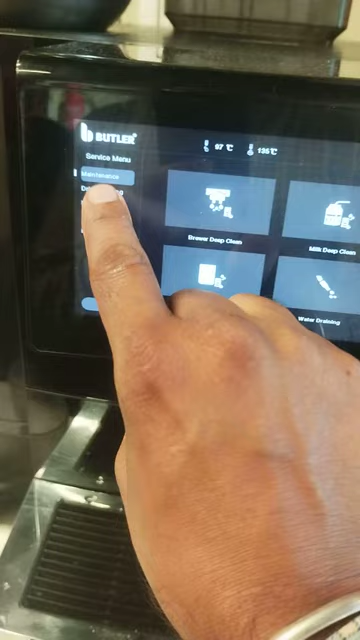 BUTLER
97 °C
135°C
Service Menu
Maintenance
Brewer Deep Clean
Milk Deep Clean
Water Draining